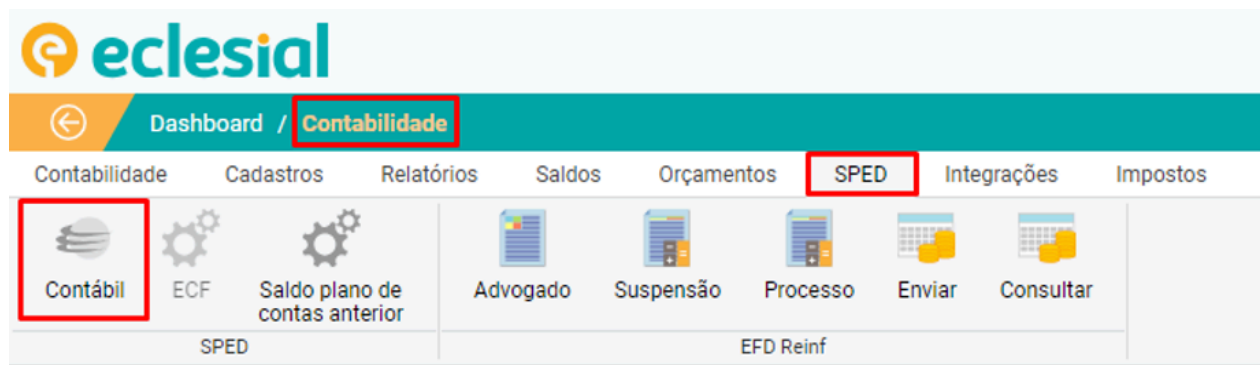 eclesial
Dashboard / Contabilidade
Contabilidade Cadastros Relatórios Saldos Orçamentos SPED Integrações Impostos
Contábil ECF Saldo plano de contas anterior Advogado Suspensão Processo Enviar Consultar
SPED EFD Reinf